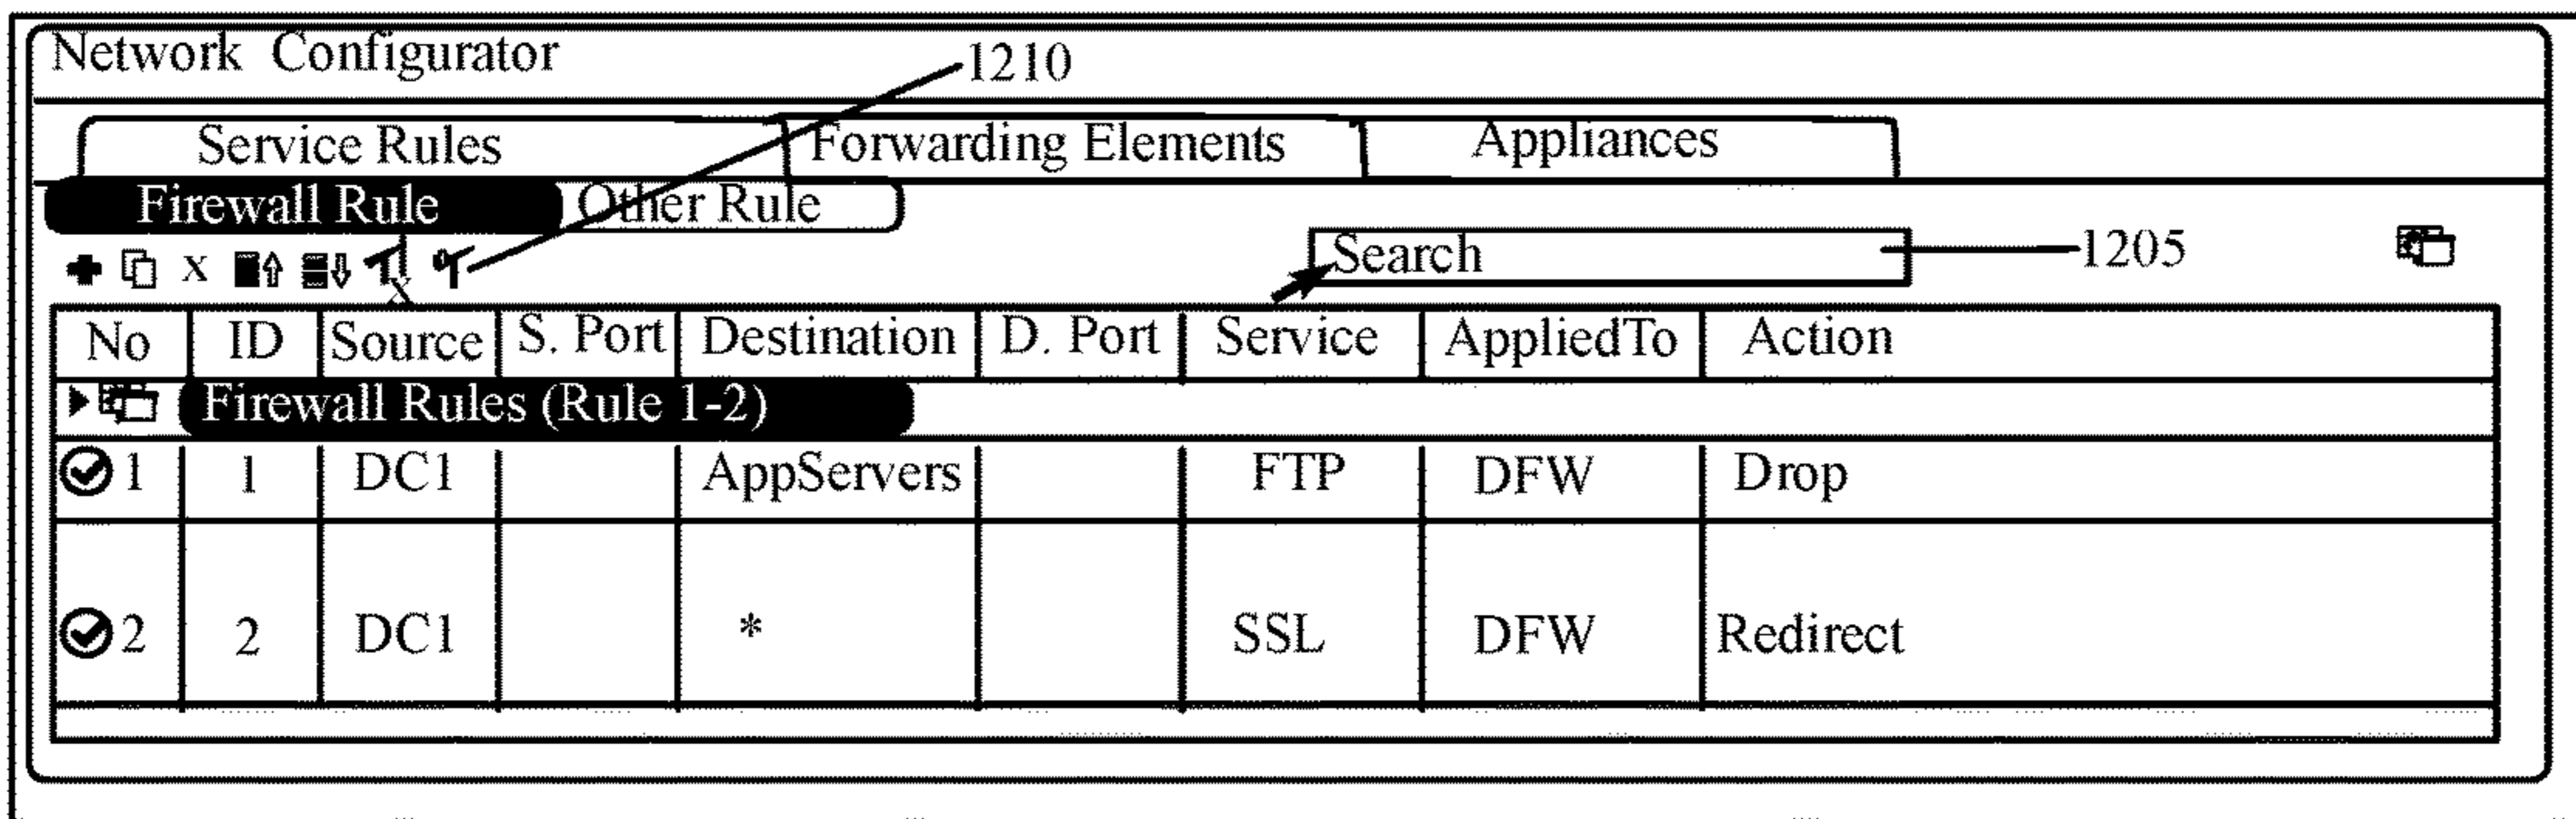 Network Configurator
1210
Service Rules Forwarding Elements Appliances
Firewall Rule Other Rule
X X Search 1205
No ID Source S. Port Destination D. Port Service AppliedTo Action
Firewall Rules (Rule 1-2)
1 1 DC1 AppServers FTP DFW Drop
2 2 DC1 * SSL DFW Redirect